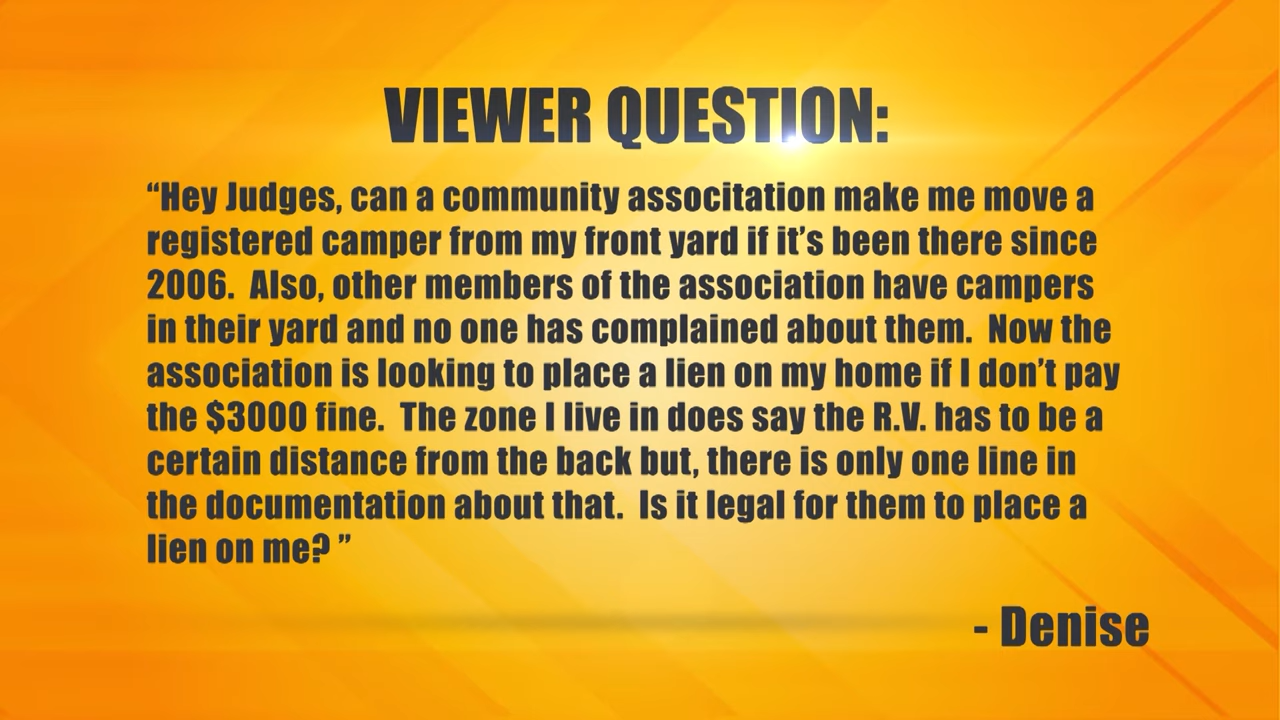 VIEWER QUESTION:
“Hey Judges, can a community associtation make me move a
registered camper from my front yard if it’s been there since
2006.  Also, other members of the association have campers
in their yard and no one has complained about them.  Now the
association is looking to place a lien on my home if I don’t pay
the $3000 fine.  The zone I live in does say the R.V. has to be a
certain distance from the back but, there is only one line in
the documentation about that.  Is it legal for them to place a
lien on me? ”
- Denise